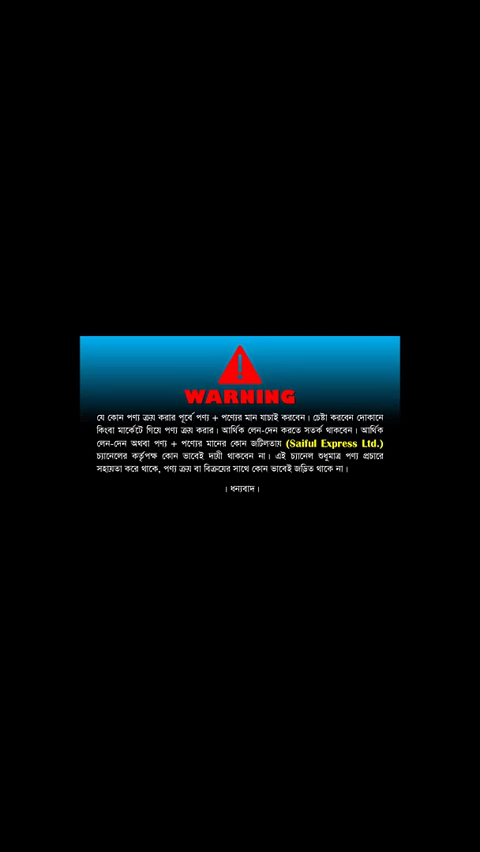 WARNING
যে কোন পণ্য ক্রয় করার পূর্বে পণ্য + পণ্যের মান যাচাই করবেন। চেষ্টা করবেন দোকানে
কিংবা মার্কেটে গিয়ে পণ্য ক্রয় করার। আর্থিক লেন-দেন করতে সতর্ক থাকবেন। আর্থিক
লেন-দেন অথবা পণ্য + পণ্যের মানের কোন জটিলতায় (Saiful Express Ltd.)
চ্যানেলের কর্তৃপক্ষ কোন ভাবেই দায়ী থাকবেন না। এই চ্যানেল শুধুমাত্র পণ্য প্রচারে
সহায়তা করে থাকে, পণ্য ক্রয় বা বিক্রয়ের সাথে কোন ভাবেই জড়িত থাকে না।
। ধন্যবাদ।